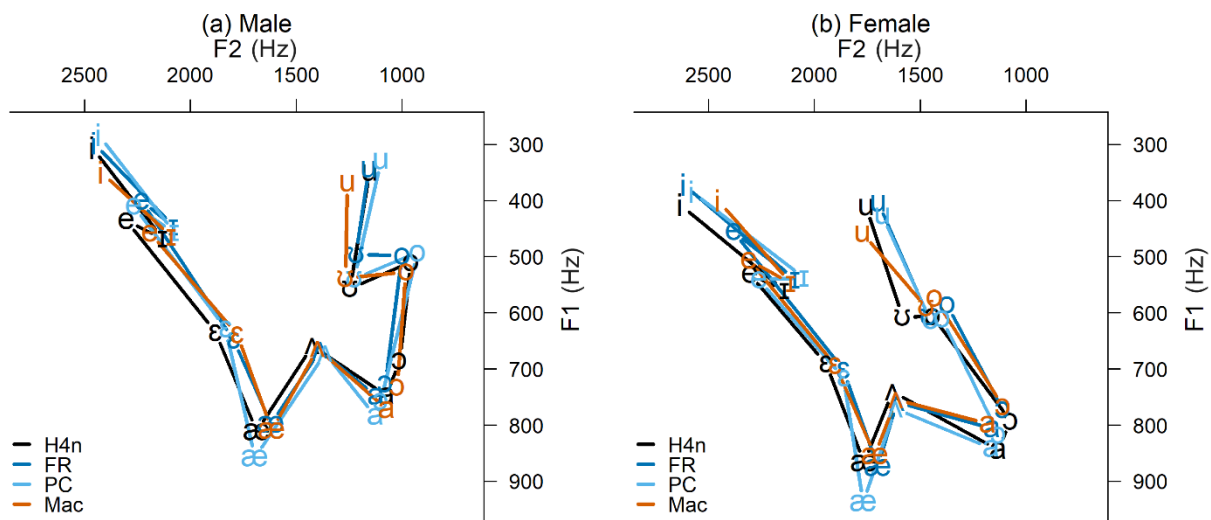 (a) Male
F2 (Hz)
2500 2000 1500 1000
i i i u u u
e e e e ɪ ɪ ʊ ʊ ʊ o o o o
ɛ ɛ ʌ ɔ ɔ
æ æ æ a a a
300
400
500
600
700
800
900
F1 (Hz)
H4n
FR
PC
Mac
(b) Female
F2 (Hz)
2500 2000 1500 1000
i i i i u u u u
e e e e ɪ ɪ ɪ ʊ o o o o
ɛ ɛ ɛ ʌ ɔ ɔ
æ æ æ æ a a a
300
400
500
600
700
800
900
F1 (Hz)
H4n
FR
PC
Mac